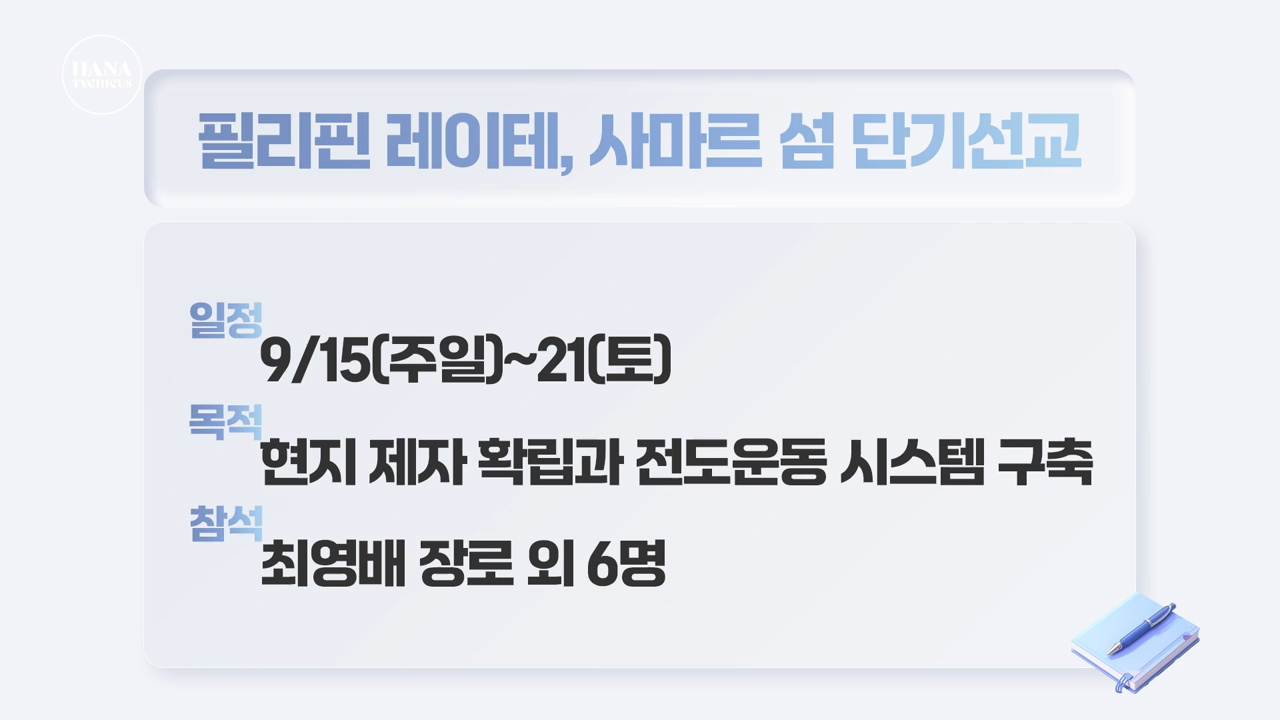 HANA
TYCHICUS
필리핀 레이테, 사마르 섬 단기선교
일정
9/15(주일)~21(토)
목적
현지 제자 확립과 전도운동 시스템 구축
참석
최영배 장로 외 6명